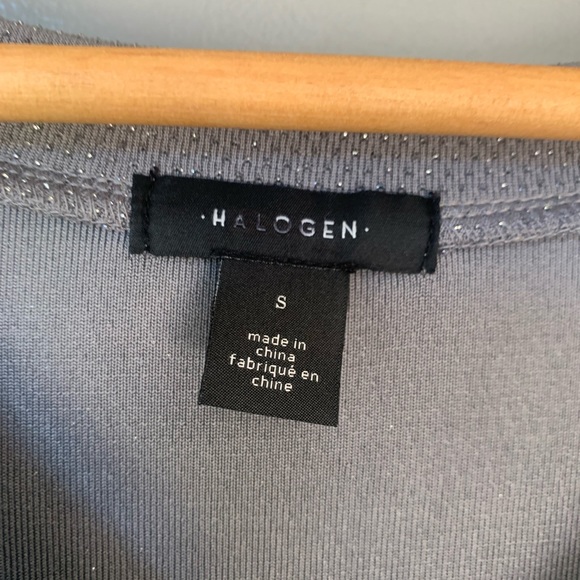 · HALOGEN ·
S
made in
china
fabriqué en
chine